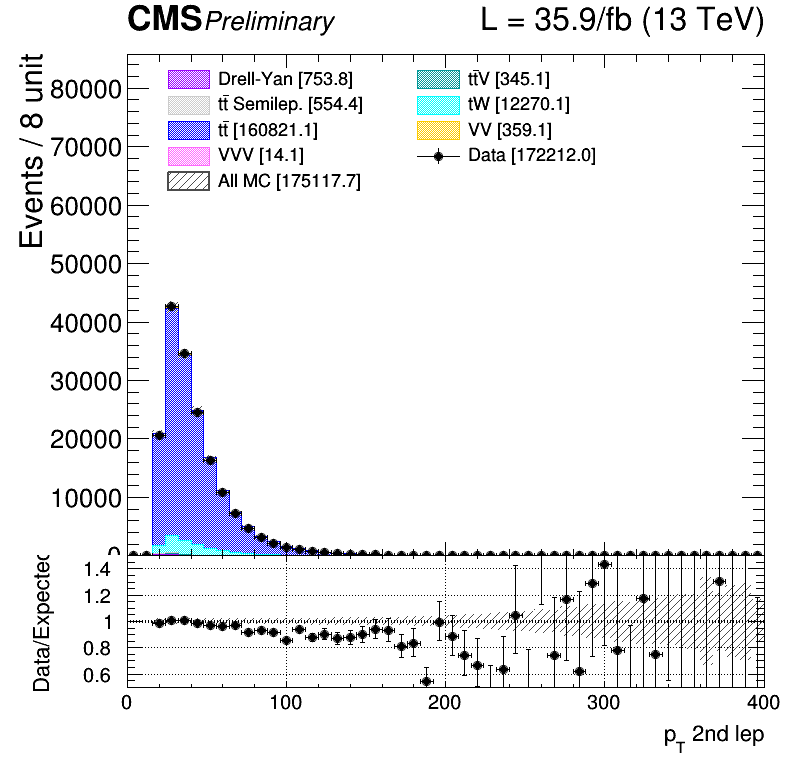 CMS Preliminary L = 35.9/fb (13 TeV)
Events / 8 unit
80000
70000
60000
50000
40000
30000
20000
10000
0
Drell-Yan [753.8]
tt̄ Semilep. [554.4]
tt̄ [160821.1]
VVV [14.1]
All MC [175117.7]
tt̄V [345.1]
tW [12270.1]
VV [359.1]
Data [172212.0]
Data/Expected
1.4
1.2
1
0.8
0.6
0 100 200 300 400
p_T 2nd lep